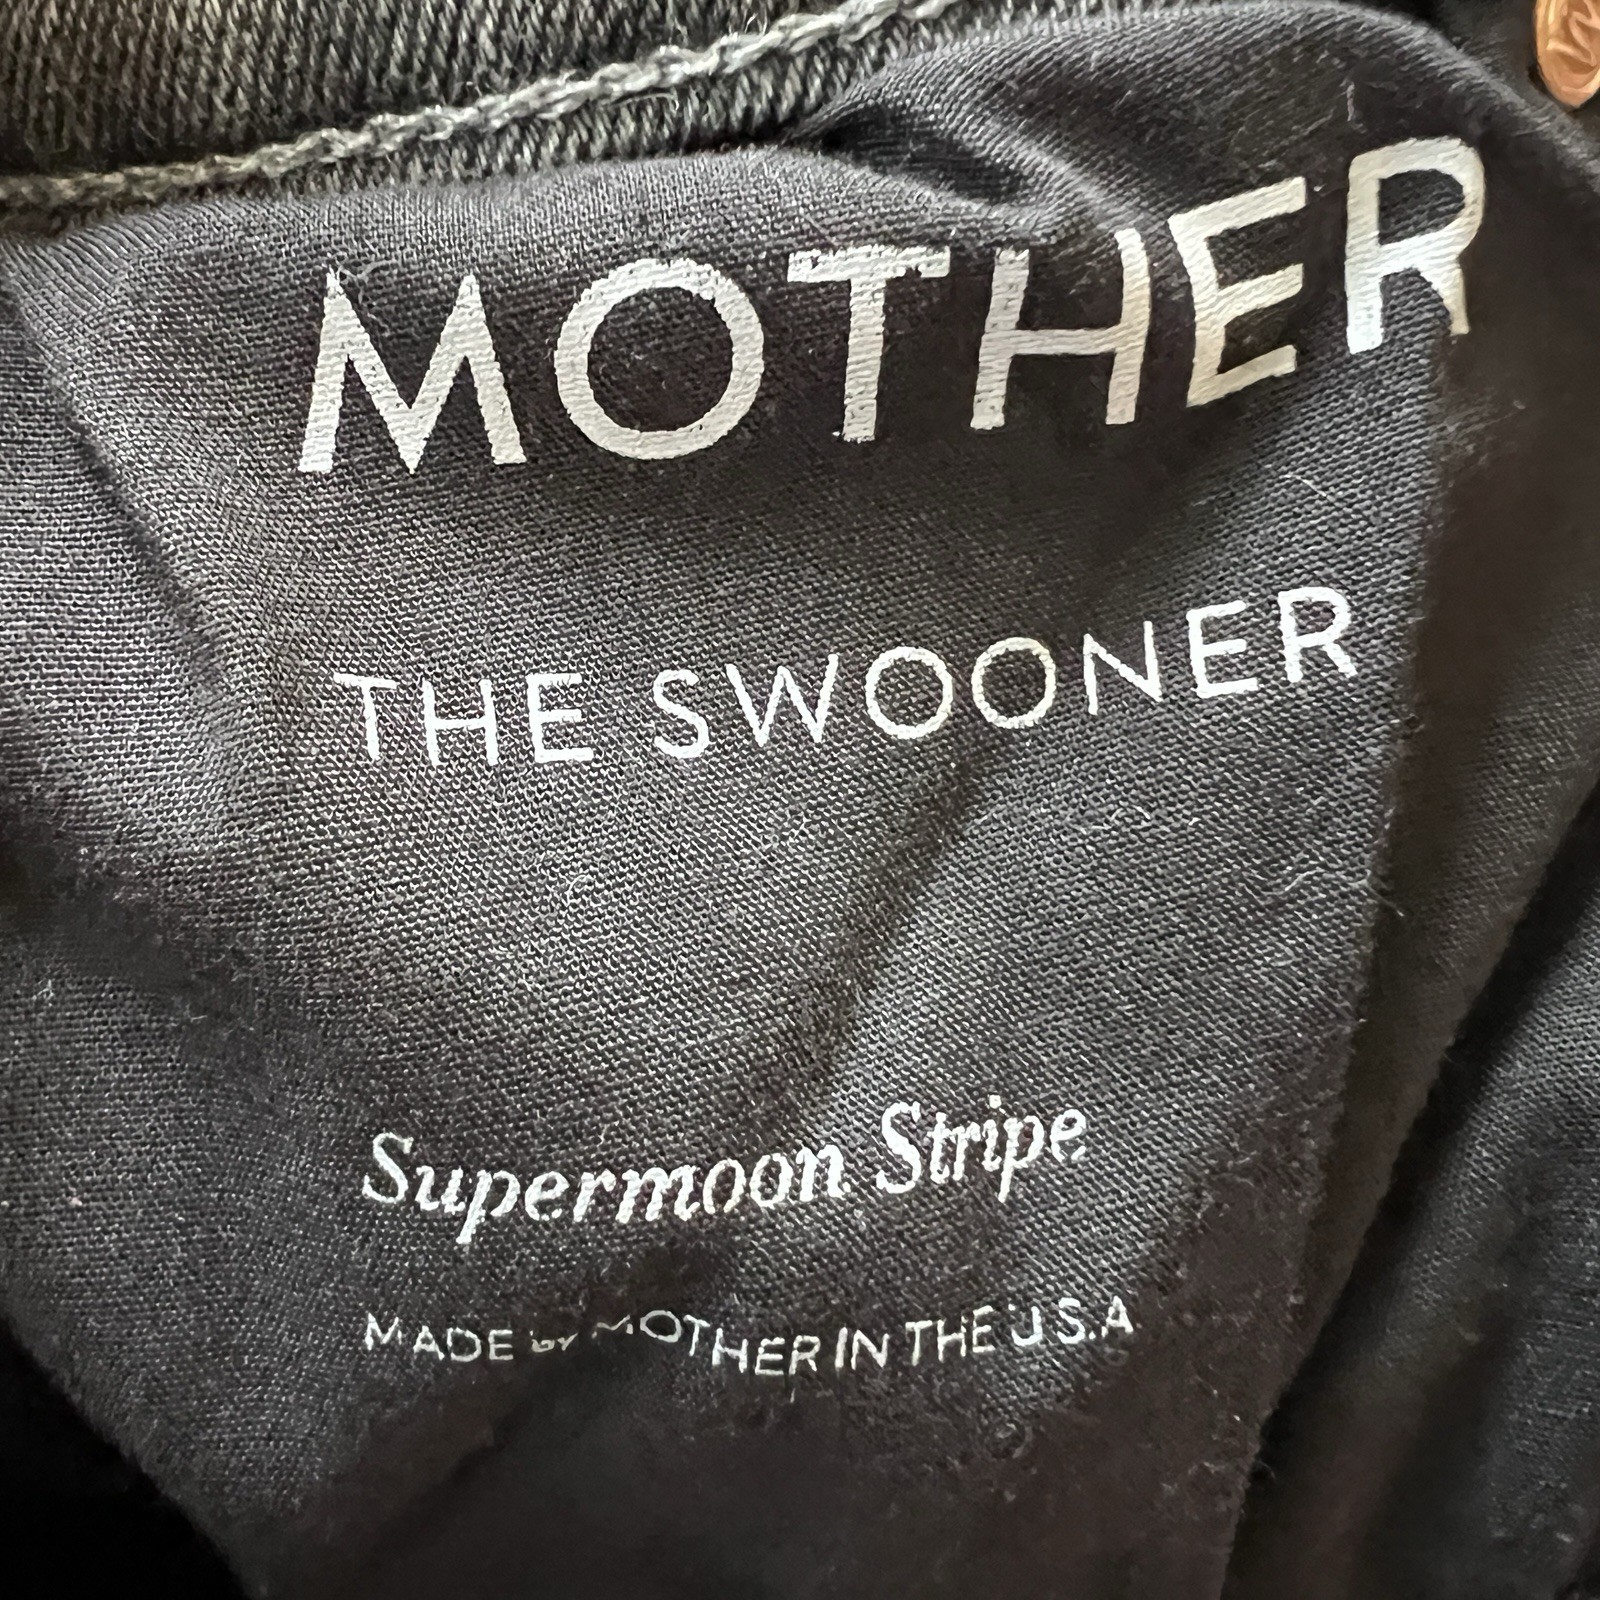 MOTHER
THE SWOONER
Supermoon Stripe
MADE by MOTHER IN THE U.S.A